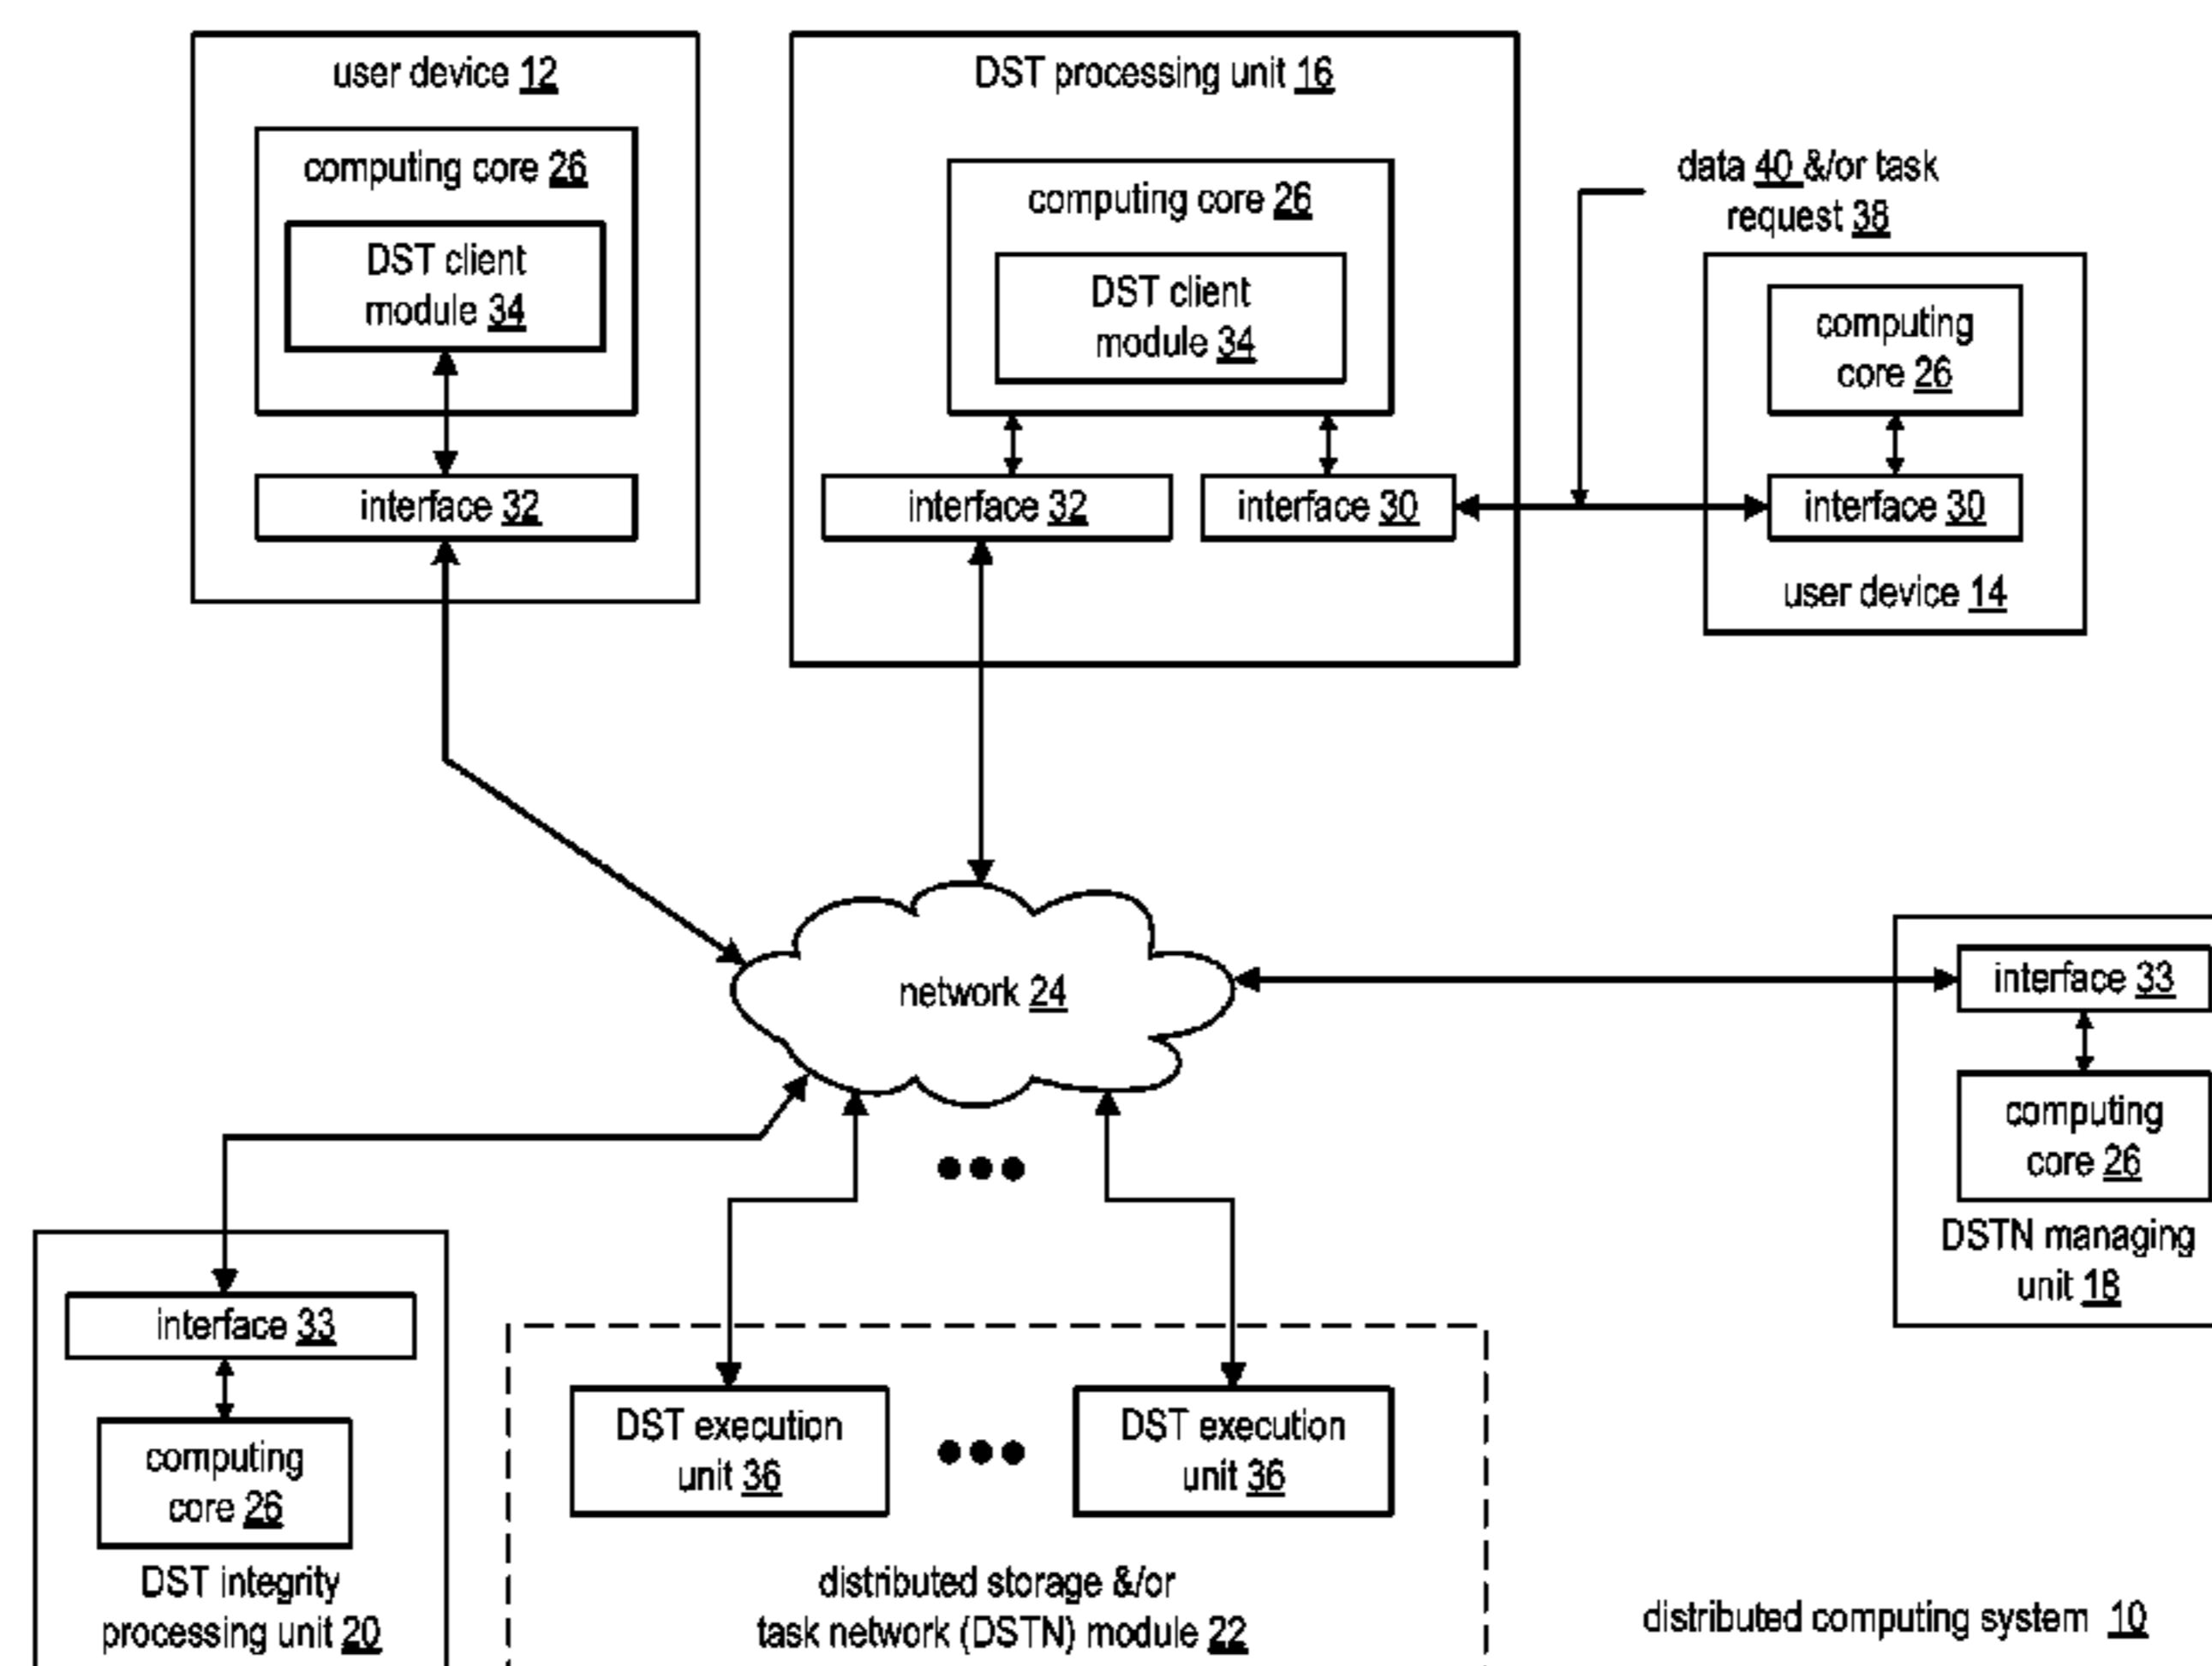 user device 12
computing core 26
DST client
module 34
interface 32
DST processing unit 16
computing core 26
DST client
module 34
interface 32
interface 30
data 40 &/or task
request 38
computing
core 26
interface 30
user device 14
network 24
interface 33
computing
core 26
DSTN managing
unit 18
interface 33
computing
core 26
DST integrity
processing unit 20
DST execution
unit 36
DST execution
unit 36
distributed storage &/or
task network (DSTN) module 22
distributed computing system 10